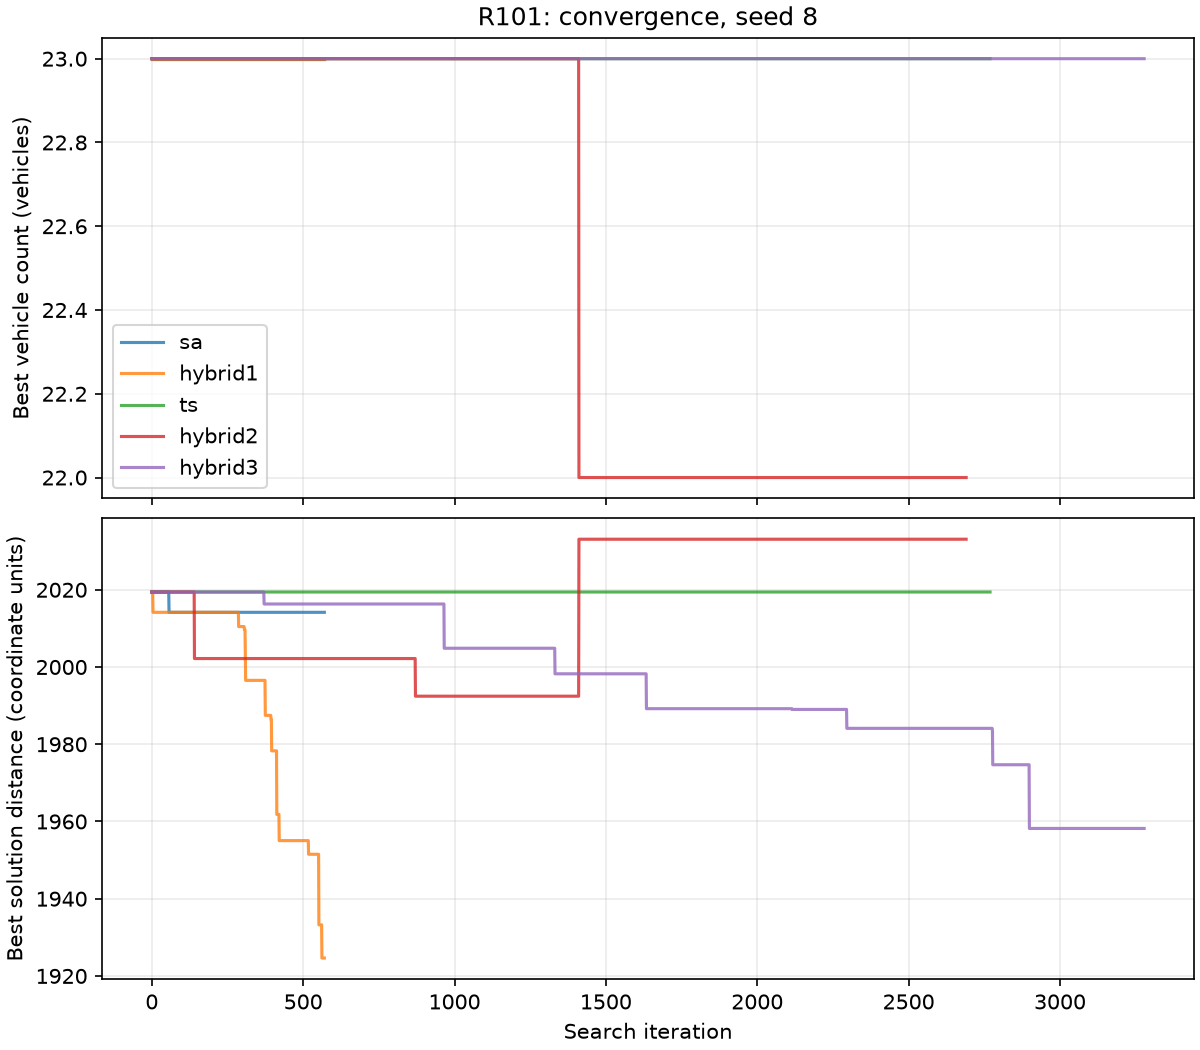 R101: convergence, seed 8
Best vehicle count (vehicles)
23.0
22.8
22.6
22.4
22.2
22.0
sa
hybrid1
ts
hybrid2
hybrid3
Best solution distance (coordinate units)
2020
2000
1980
1960
1940
1920
0 500 1000 1500 2000 2500 3000
Search iteration